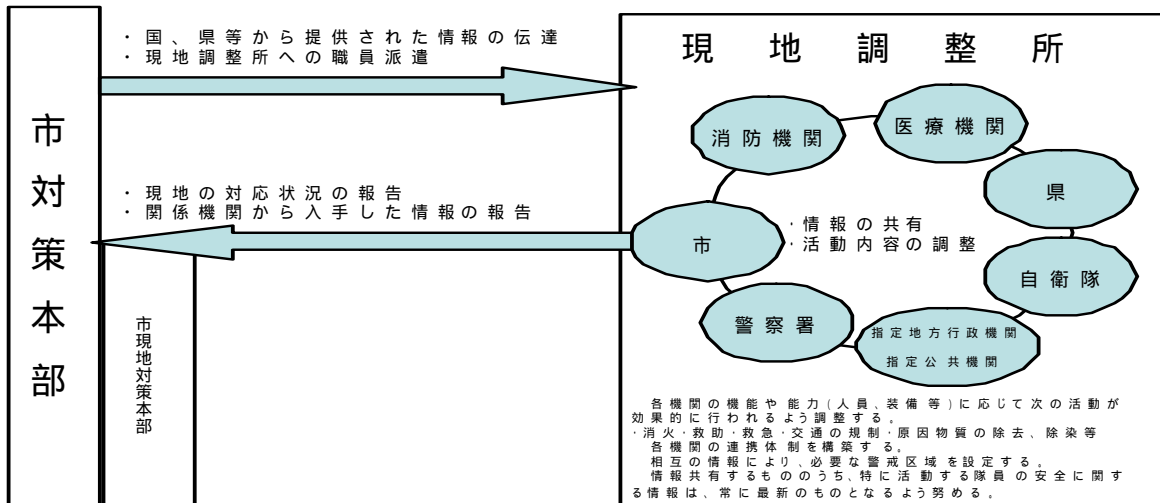 市対策本部
・国、県等から提供された情報の伝達
・現地調整所への職員派遣
・現地の対応状況の報告
・関係機関から入手した情報の報告
市現地対策本部
現地調整所
消防機関
医療機関
県
自衛隊
指定地方行政機関
指定公共機関
警察署
市
・情報の共有
・活動内容の調整
各機関の機能や能力(人員、装備等)に応じて次の活動が
効果的に行われるよう調整する。
・消火・救助・救急・交通の規制・原因物質の除去、除染等
各機関の連携体制を構築する。
相互の情報により、必要な警戒区域を設定する。
情報共有するもののうち、特に活動する隊員の安全に関す
る情報は、常に最新のものとなるよう努める。